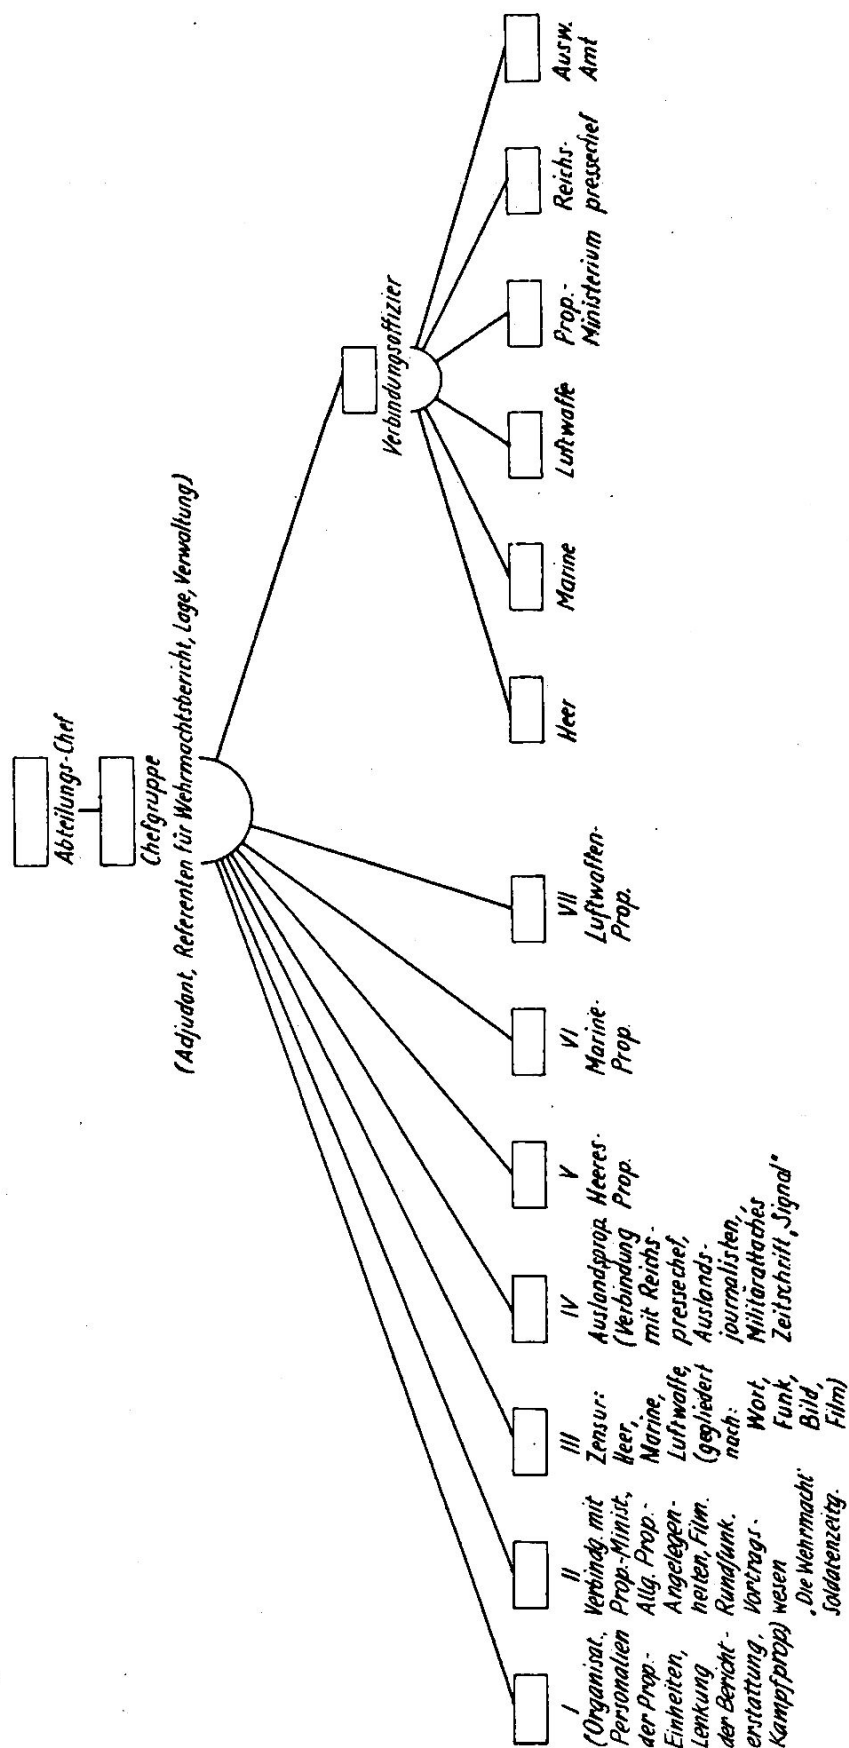 Abteilungs-Chef
Chefgruppe
(Adjudant, Referenten für Wehrmachtsbericht, Lage, Verwaltung)
Verbindungsoffizier
I
(Organisat.,
Personalien
der Prop.-
Einheiten,
Lenkung
der Bericht-
erstattung,
Kampfprop)
II
Verbindg. mit
Prop.-Minist.,
Allg. Prop.-
Angelegen-
heiten, Film.
Rundfunk.
Vortrags-
wesen
„Die Wehrmacht"
Soldatenzeitg.
III
Zensur:
Heer,
Marine,
Luftwaffe,
(gegliedert
nach:
Wort,
Funk,
Bild,
Film)
IV
Auslandsprop.
(Verbindung
mit Reichs-
pressechef,
Auslands-
journalisten,
Militärattaches
Zeitschrift „Signal"
V
Heeres-
Prop.
VI
Marine-
Prop.
VII
Luftwaffen-
Prop.
Heer
Marine
Luftwaffe
Prop.-
Ministerium
Reichs-
pressechef
Ausw.
Amt